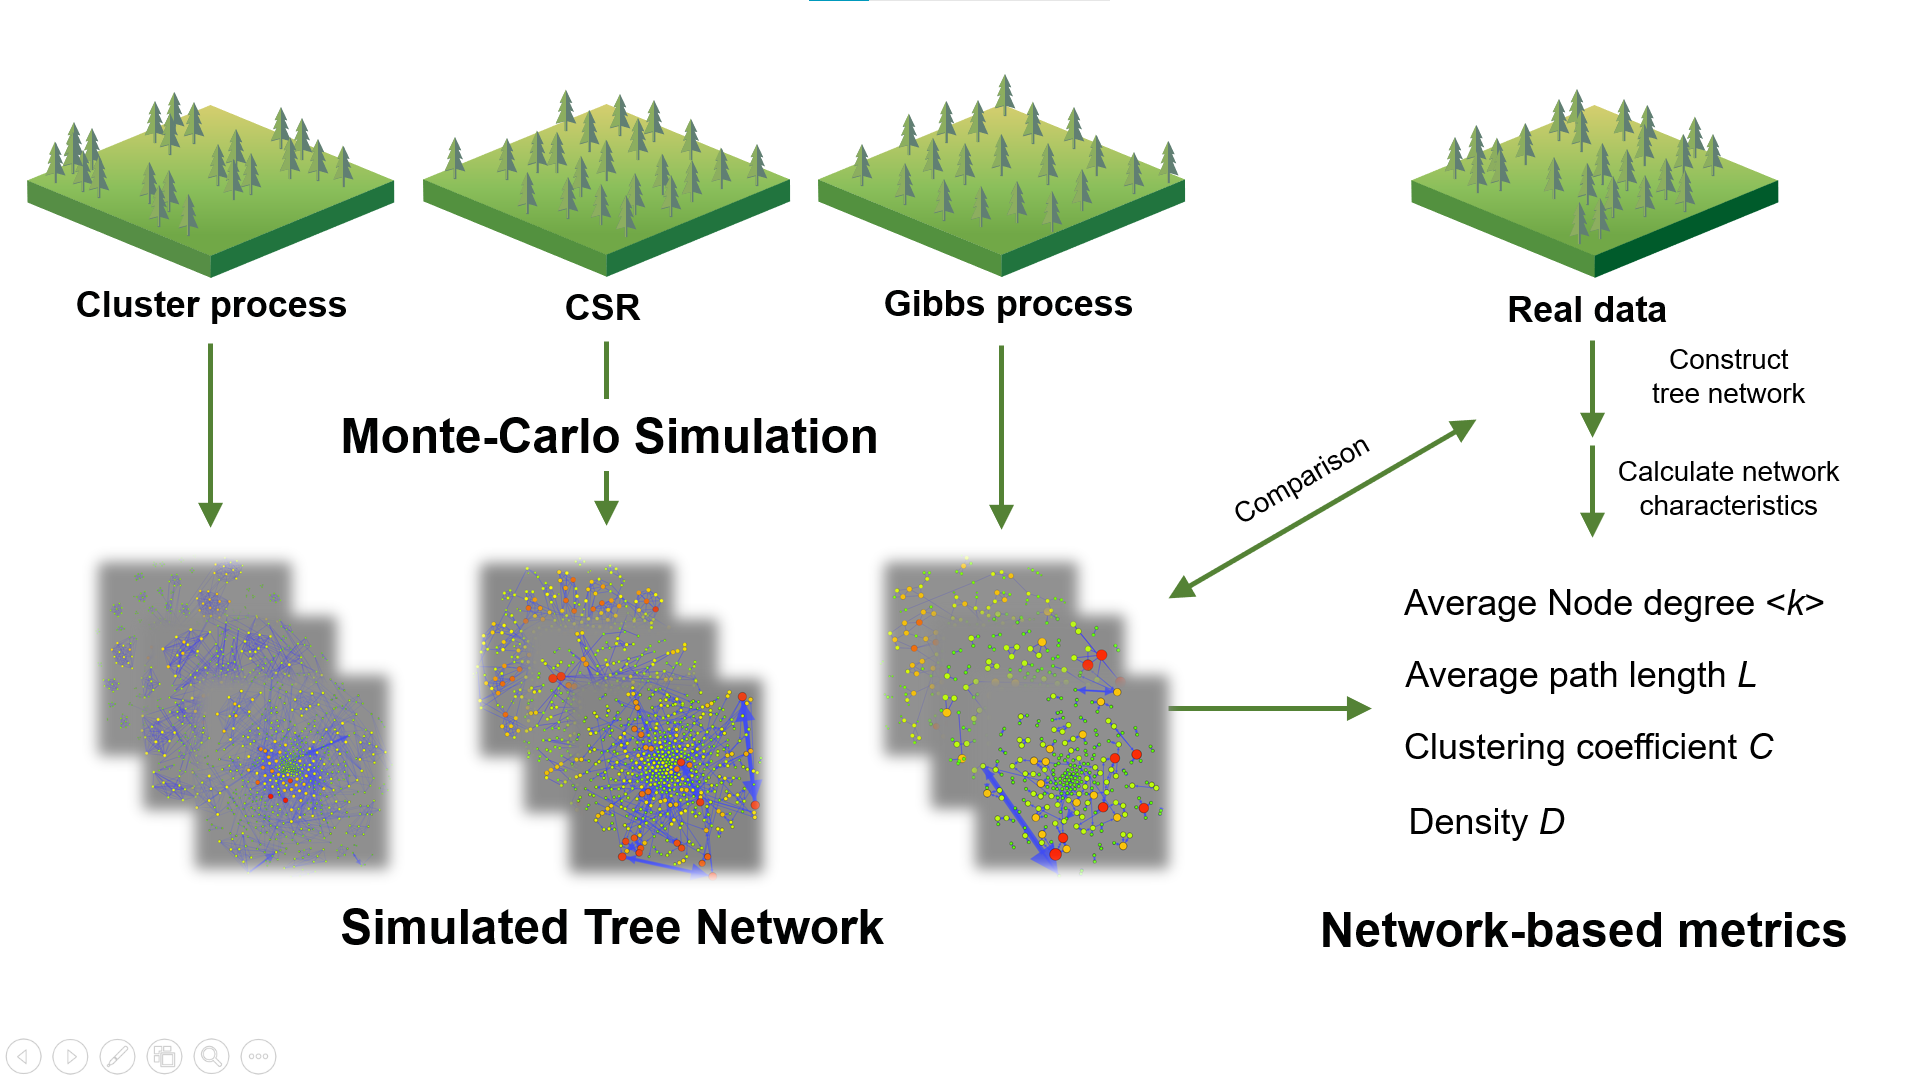 Cluster process
CSR
Gibbs process
Real data
Construct
tree network
Monte-Carlo Simulation
Comparison
Calculate network
characteristics
Average Node degree <k>
Average path length L
Clustering coefficient C
Density D
Simulated Tree Network
Network-based metrics